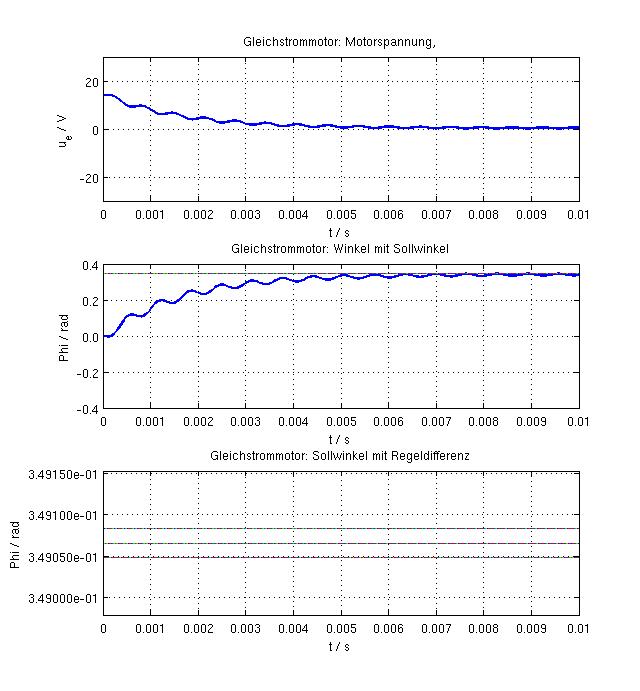 Gleichstrommotor: Motorspannung,
20
0
-20
u_e / V
0 0.001 0.002 0.003 0.004 0.005 0.006 0.007 0.008 0.009 0.01
t / s
Gleichstrommotor: Winkel mit Sollwinkel
0.4
0.2
0.0
-0.2
-0.4
Phi / rad
0 0.001 0.002 0.003 0.004 0.005 0.006 0.007 0.008 0.009 0.01
t / s
Gleichstrommotor: Sollwinkel mit Regeldifferenz
3.49150e-01
3.49100e-01
3.49050e-01
3.49000e-01
Phi / rad
0 0.001 0.002 0.003 0.004 0.005 0.006 0.007 0.008 0.009 0.01
t / s